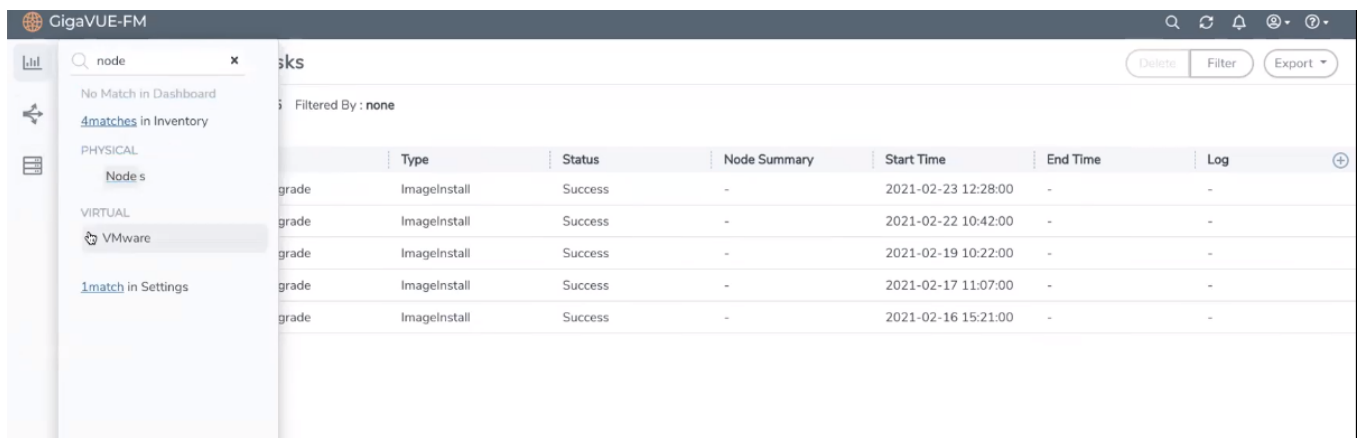 GigaVUE-FM
node x
No Match in Dashboard
4matches in Inventory
PHYSICAL
Nodes
VIRTUAL
VMware
1match in Settings
sks
Delete Filter Export
Filtered By : none
Type Status Node Summary Start Time End Time Log
grade ImageInstall Success - 2021-02-23 12:28:00 - -
grade ImageInstall Success - 2021-02-22 10:42:00 - -
grade ImageInstall Success - 2021-02-19 10:22:00 - -
grade ImageInstall Success - 2021-02-17 11:07:00 - -
grade ImageInstall Success - 2021-02-16 15:21:00 - -